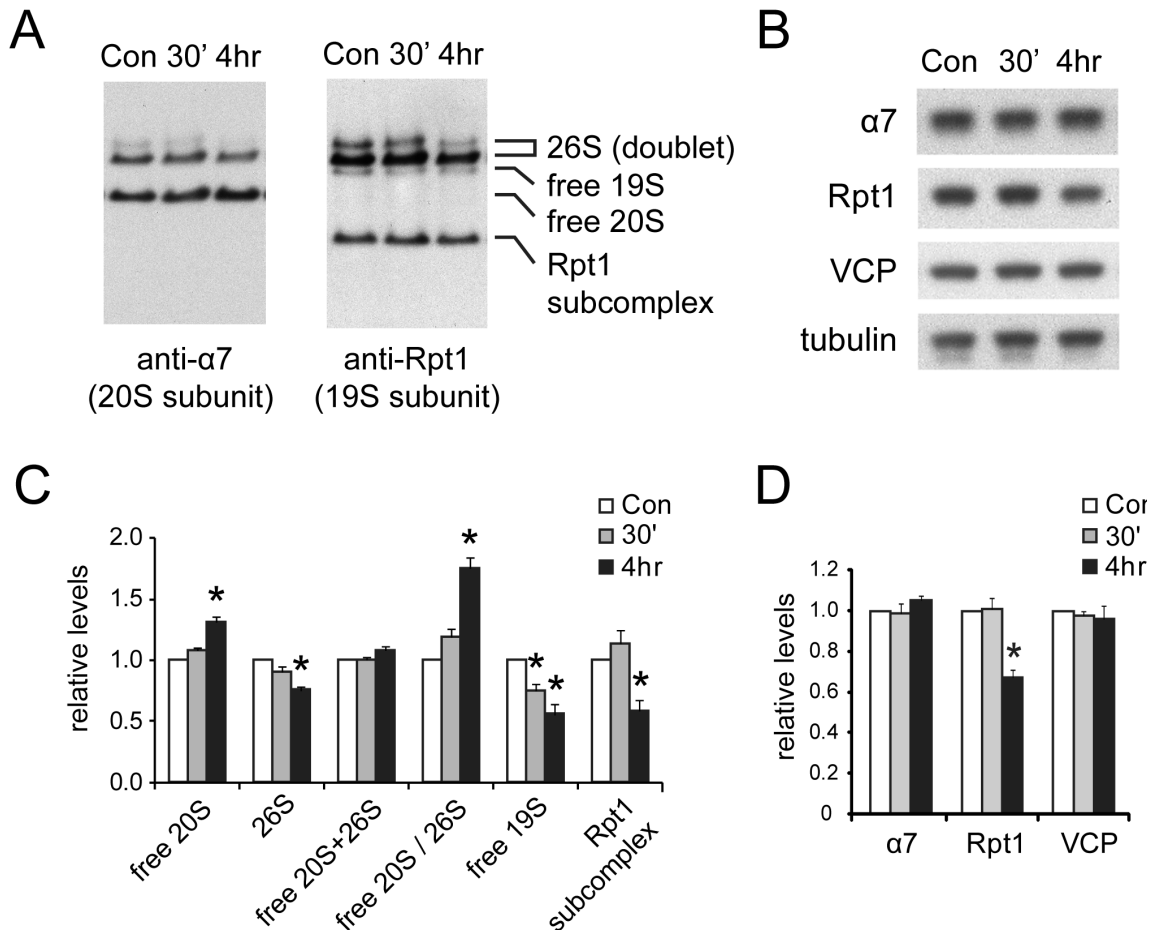 A
Con 30’ 4hr
Con 30’ 4hr
26S (doublet)
free 19S
free 20S
Rpt1
subcomplex
anti-α7
(20S subunit)
anti-Rpt1
(19S subunit)
B
Con 30’ 4hr
α7
Rpt1
VCP
tubulin
C
Con
30'
4hr
relative levels
2.0
1.5
1.0
0.5
0.0
*
*
*
*
*
*
free 20S
26S
free 20S+26S
free 20S / 26S
free 19S
Rpt1
subcomplex
D
Con
30'
4hr
relative levels
1.2
1.0
0.8
0.6
0.4
0.2
0
*
α7
Rpt1
VCP